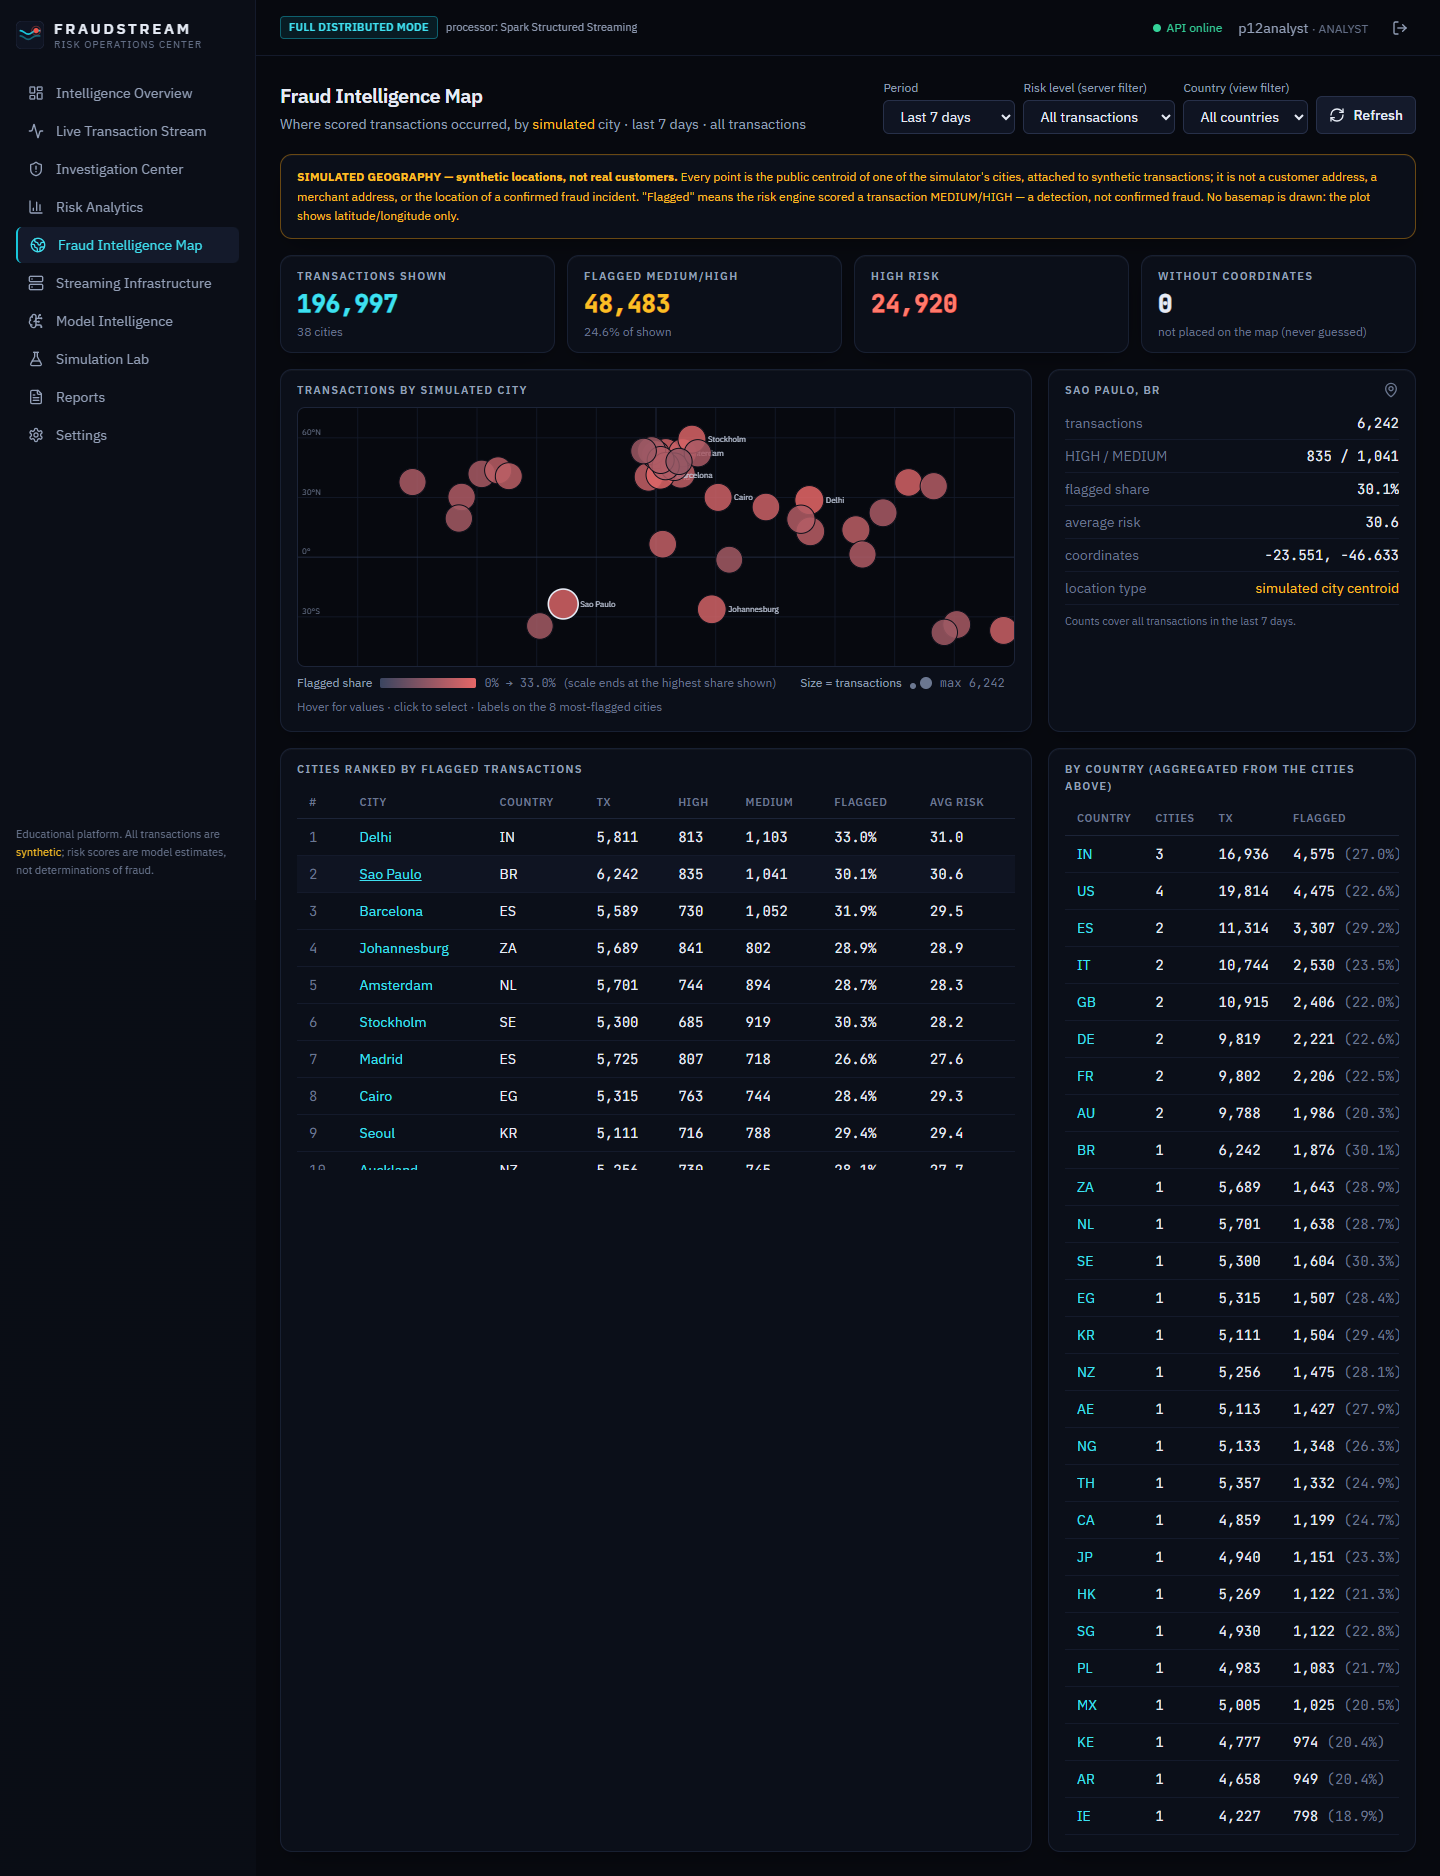 FRAUDSTREAM
RISK OPERATIONS CENTER
Intelligence Overview
Live Transaction Stream
Investigation Center
Risk Analytics
Fraud Intelligence Map
Streaming Infrastructure
Model Intelligence
Simulation Lab
Reports
Settings
Educational platform. All transactions are
synthetic; risk scores are model estimates,
not determinations of fraud.
FULL DISTRIBUTED MODE processor: Spark Structured Streaming
API online p12analyst · ANALYST
Fraud Intelligence Map
Where scored transactions occurred, by simulated city · last 7 days · all transactions
Period Risk level (server filter) Country (view filter)
Last 7 days All transactions All countries Refresh
SIMULATED GEOGRAPHY — synthetic locations, not real customers. Every point is the public centroid of one of the simulator's cities, attached to synthetic transactions; it is not a customer address, a
merchant address, or the location of a confirmed fraud incident. "Flagged" means the risk engine scored a transaction MEDIUM/HIGH — a detection, not confirmed fraud. No basemap is drawn: the plot
shows latitude/longitude only.
TRANSACTIONS SHOWN
196,997
38 cities
FLAGGED MEDIUM/HIGH
48,483
24.6% of shown
HIGH RISK
24,920
WITHOUT COORDINATES
0
not placed on the map (never guessed)
TRANSACTIONS BY SIMULATED CITY
60°N
30°N
0°
30°S
Stockholm
Cairo
Delhi
Sao Paulo
Johannesburg
Flagged share 0% → 33.0% (scale ends at the highest share shown) Size = transactions max 6,242
Hover for values · click to select · labels on the 8 most-flagged cities
SAO PAULO, BR
transactions 6,242
HIGH / MEDIUM 835 / 1,041
flagged share 30.1%
average risk 30.6
coordinates -23.551, -46.633
location type simulated city centroid
Counts cover all transactions in the last 7 days.
CITIES RANKED BY FLAGGED TRANSACTIONS
# CITY COUNTRY TX HIGH MEDIUM FLAGGED AVG RISK
1 Delhi IN 5,811 813 1,103 33.0% 31.0
2 Sao Paulo BR 6,242 835 1,041 30.1% 30.6
3 Barcelona ES 5,589 730 1,052 31.9% 29.5
4 Johannesburg ZA 5,689 841 802 28.9% 28.9
5 Amsterdam NL 5,701 744 894 28.7% 28.3
6 Stockholm SE 5,300 685 919 30.3% 28.2
7 Madrid ES 5,725 807 718 26.6% 27.6
8 Cairo EG 5,315 763 744 28.4% 29.3
9 Seoul KR 5,111 716 788 29.4% 29.4
10 Auckland NZ 5,256 730 745 28.1% 27.7
BY COUNTRY (AGGREGATED FROM THE CITIES
ABOVE)
COUNTRY CITIES TX FLAGGED
IN 3 16,936 4,575 (27.0%)
US 4 19,814 4,475 (22.6%)
ES 2 11,314 3,307 (29.2%)
IT 2 10,744 2,530 (23.5%)
GB 2 10,915 2,406 (22.0%)
DE 2 9,819 2,221 (22.6%)
FR 2 9,802 2,206 (22.5%)
AU 2 9,788 1,986 (20.3%)
BR 1 6,242 1,876 (30.1%)
ZA 1 5,689 1,643 (28.9%)
NL 1 5,701 1,638 (28.7%)
SE 1 5,300 1,604 (30.3%)
EG 1 5,315 1,507 (28.4%)
KR 1 5,111 1,504 (29.4%)
NZ 1 5,256 1,475 (28.1%)
AE 1 5,113 1,427 (27.9%)
NG 1 5,133 1,348 (26.3%)
TH 1 5,357 1,332 (24.9%)
CA 1 4,859 1,199 (24.7%)
JP 1 4,940 1,151 (23.3%)
HK 1 5,269 1,122 (21.3%)
SG 1 4,930 1,122 (22.8%)
PL 1 4,983 1,083 (21.7%)
MX 1 5,005 1,025 (20.5%)
KE 1 4,777 974 (20.4%)
AR 1 4,658 949 (20.4%)
IE 1 4,227 798 (18.9%)